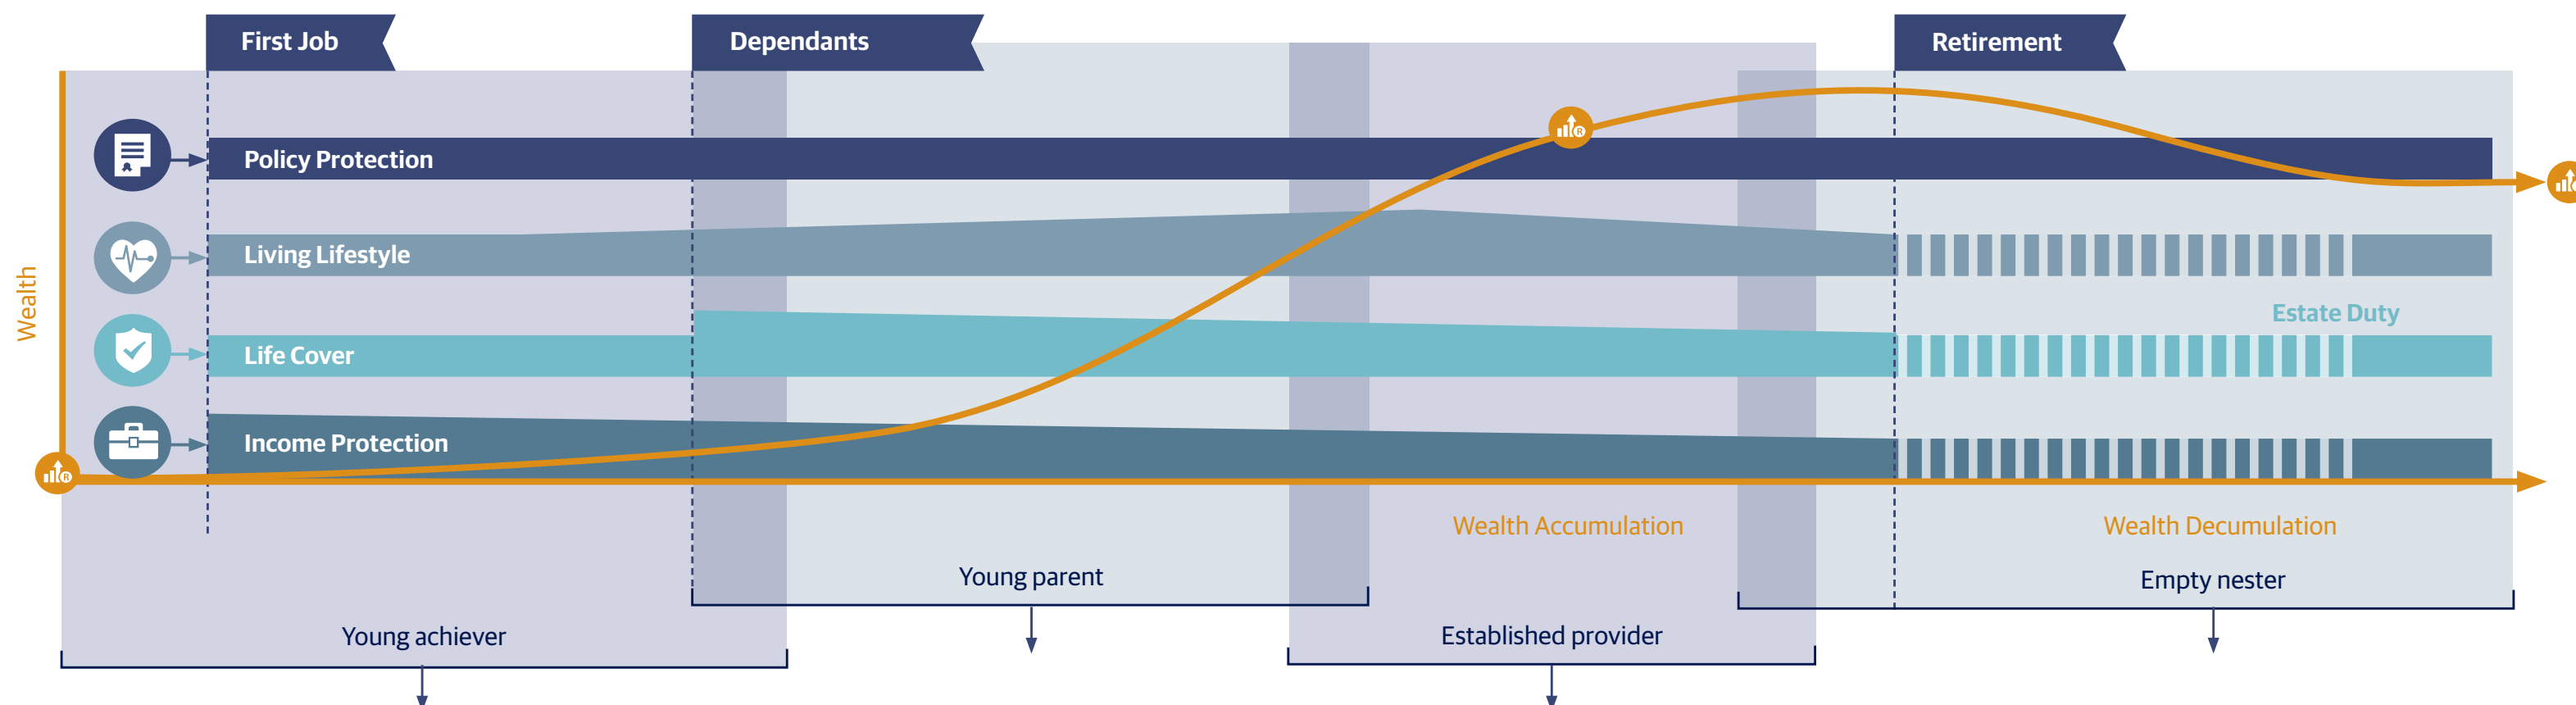 First Job
Dependants
Retirement
Policy Protection
Living Lifestyle
Wealth
Estate Duty
Life Cover
Income Protection
Wealth Accumulation
Wealth Decumulation
Young parent
Empty nester
Young achiever
Established provider